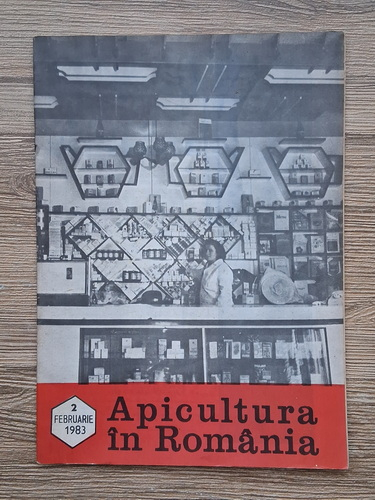 2
FEBRUARIE
1983
Apicultura
în România